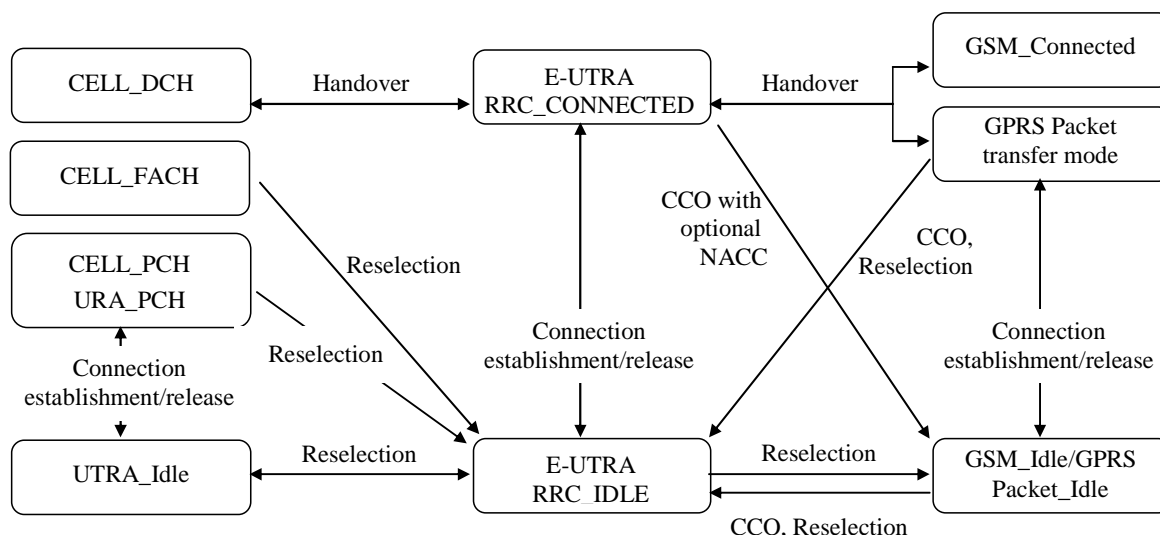 CELL_DCH
Handover
E-UTRA
RRC_CONNECTED
Handover
GSM_Connected
GPRS Packet
transfer mode
CELL_FACH
CELL_PCH
URA_PCH
Reselection
CCO with
optional
NACC
CCO,
Reselection
Reselection
Connection
establishment/release
Connection
establishment/release
Connection
establishment/release
UTRA_Idle
Reselection
E-UTRA
RRC_IDLE
Reselection
GSM_Idle/GPRS
Packet_Idle
CCO, Reselection